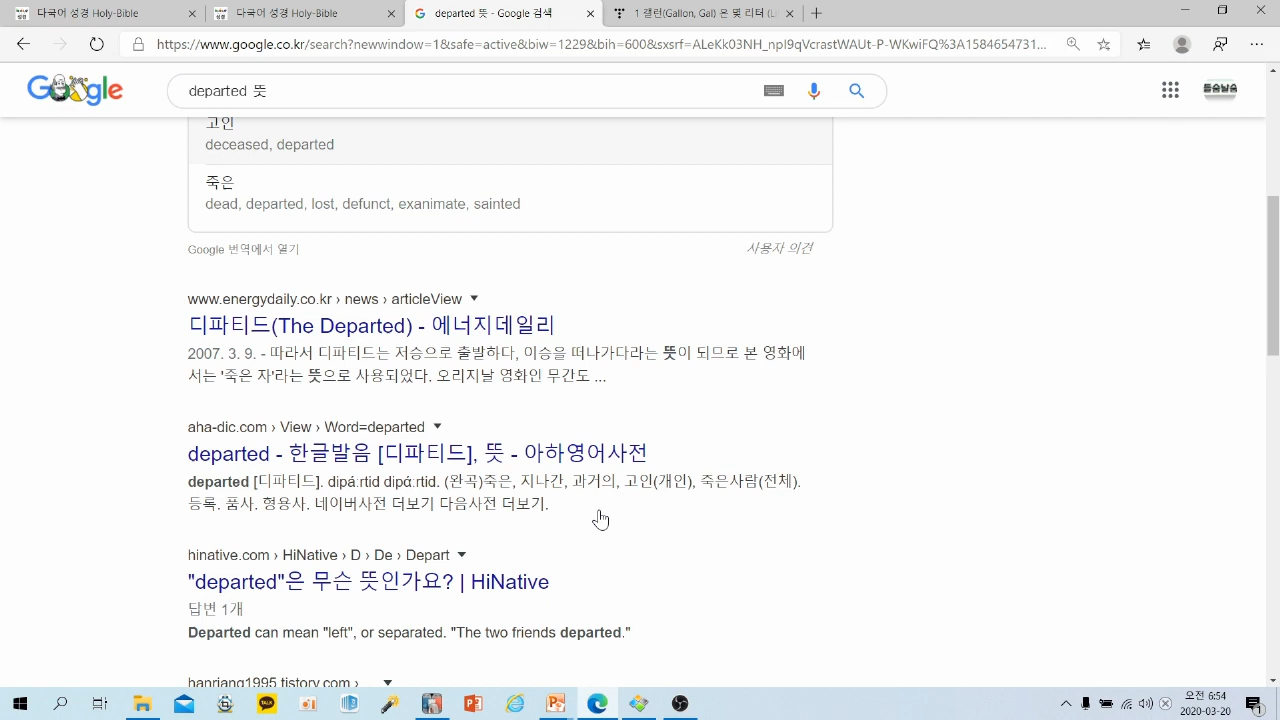 다국어 성경 Holy-Bible
다국어 성경 Holy-Bible
departed 뜻 - Google 검색
1 갤런(Gallon, Gal) 은 몇 리터 (L
https://www.google.co.kr/search?newwindow=1&safe=active&biw=1229&bih=600&sxsrf=ALeKk03NH_npI9qVcrastWAUt-P-WKwiFQ%3A1584654731...
Google
departed 뜻
고인
deceased, departed
죽은
dead, departed, lost, defunct, exanimate, sainted
Google 번역에서 열기
사용자 의견
www.energydaily.co.kr › news › articleView
디파티드(The Departed) - 에너지데일리
2007. 3. 9. - 따라서 디파티드는 저승으로 출발하다, 이승을 떠나가다라는 뜻이 되므로 본 영화에
서는 '죽은 자'라는 뜻으로 사용되었다. 오리지날 영화인 무간도 ...
aha-dic.com › View › Word=departed
departed - 한글발음 [디파티드], 뜻 - 아하영어사전
departed [디파티드]. dipá.rtid dipá.rtid. (완곡)죽은, 지나간, 과거의, 고인(개인), 죽은사람(전체).
등록. 품사. 형용사. 네이버사전 더보기 다음사전 더보기.
hinative.com › HiNative › D › De › Depart
"departed"은 무슨 뜻인가요? | HiNative
답변 1개
Departed can mean "left", or separated. "The two friends departed."
hanriang1995.tistory.com ›
TALK
오전 6:54
2020-03-20
1